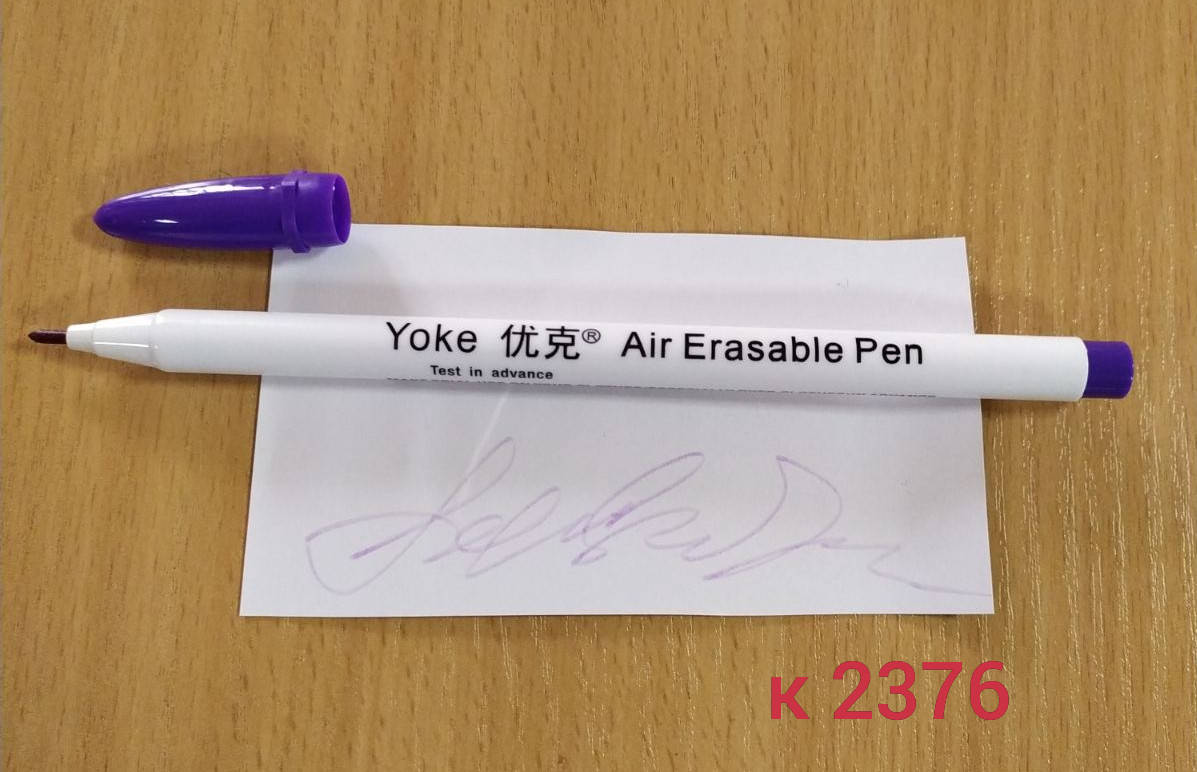 Yoke 优克® Air Erasable Pen
Test in advance
к 2376